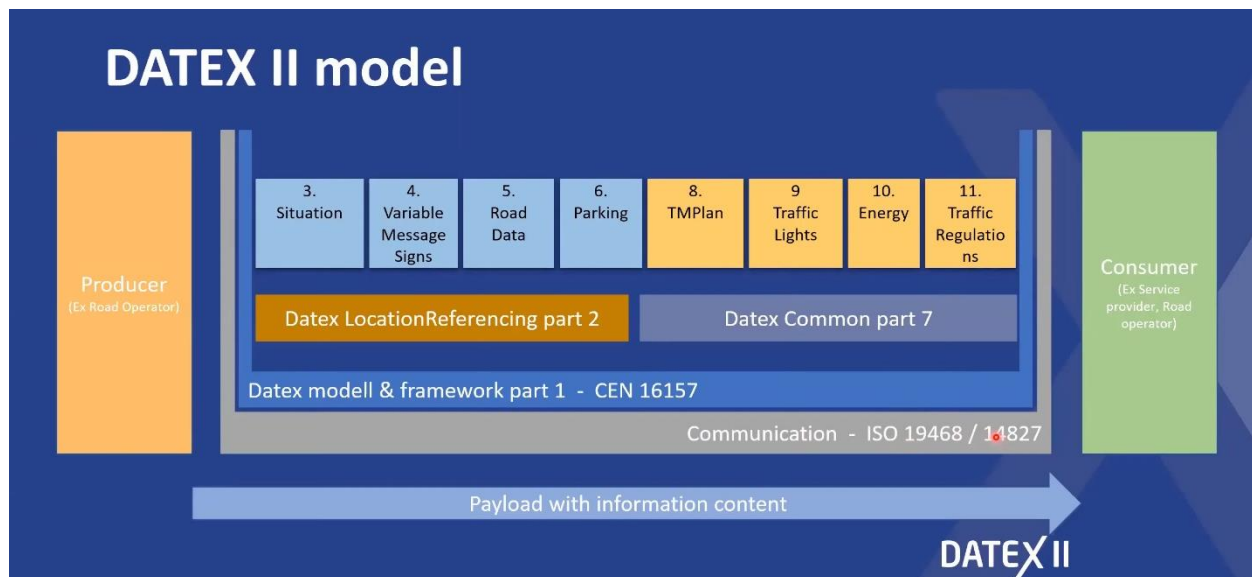 DATEX II model
Producer
(Ex Road Operator)
3.
Situation
4.
Variable
Message
Signs
5.
Road
Data
6.
Parking
8.
TMPlan
9
Traffic
Lights
10.
Energy
11.
Traffic
Regulatio
ns
Datex LocationReferencing part 2
Datex Common part 7
Datex modell & framework part 1 - CEN 16157
Communication - ISO 19468 / 14827
Consumer
(Ex Service
provider, Road
operator)
Payload with information content
DATEX II